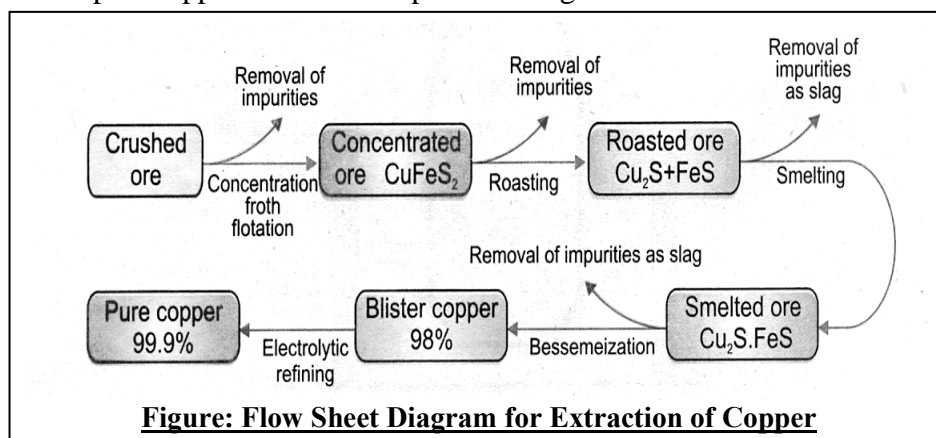 Removal of
impurities
Removal of
impurities
Removal of
impurities
as slag
Crushed
ore
Concentration
froth
flotation
Concentrated
ore CuFeS₂
Roasting
Roasted ore
Cu₂S+FeS
Smelting
Removal of impurities as slag
Pure copper
99.9%
Electrolytic
refining
Blister copper
98%
Bessemeization
Smelted ore
Cu₂S.FeS
Figure: Flow Sheet Diagram for Extraction of Copper